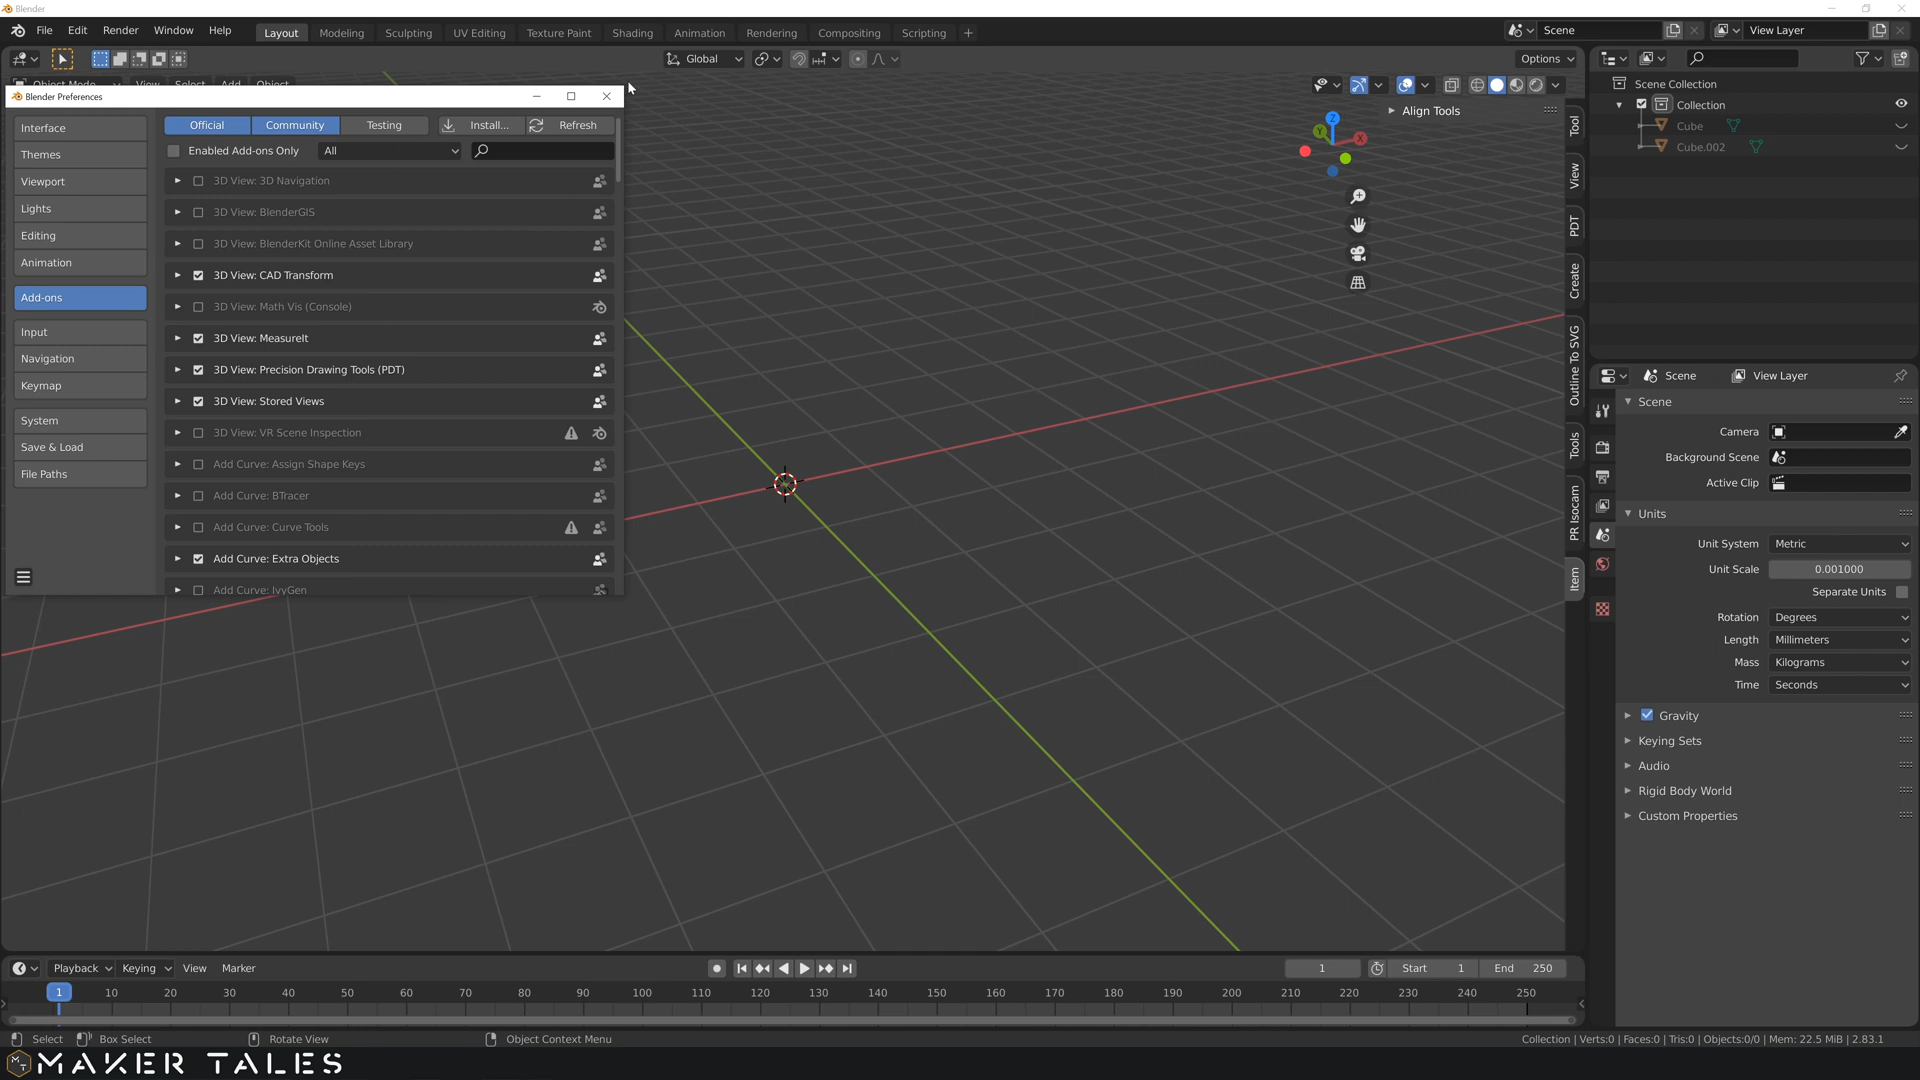 Blender
File Edit Render Window Help Layout Modeling Sculpting UV Editing Texture Paint Shading Animation Rendering Compositing Scripting + Scene View Layer
Global Options
Object Mode View Select Add Object
Blender Preferences
Interface
Themes
Viewport
Lights
Editing
Animation
Add-ons
Input
Navigation
Keymap
System
Save & Load
File Paths
Official Community Testing Install... Refresh
Enabled Add-ons Only All
3D View: 3D Navigation
3D View: BlenderGIS
3D View: BlenderKit Online Asset Library
3D View: CAD Transform
3D View: Math Vis (Console)
3D View: MeasureIt
3D View: Precision Drawing Tools (PDT)
3D View: Stored Views
3D View: VR Scene Inspection
Add Curve: Assign Shape Keys
Add Curve: BTracer
Add Curve: Curve Tools
Add Curve: Extra Objects
Add Curve: IvyGen
Align Tools
Z
Y
X
Tool
View
PDT
Create
Outline To SVG
Tools
PR Isocam
Item
Scene Collection
Collection
Cube
Cube.002
Scene View Layer
Scene
Camera
Background Scene
Active Clip
Units
Unit System Metric
Unit Scale 0.001000
Separate Units
Rotation Degrees
Length Millimeters
Mass Kilograms
Time Seconds
Gravity
Keying Sets
Audio
Rigid Body World
Custom Properties
Playback Keying View Marker 1 Start 1 End 250
1 10 20 30 40 50 60 70 80 90 100 110 120 130 140 150 160 170 180 190 200 210 220 230 240 250
Select Box Select Rotate View Object Context Menu Collection | Verts:0 | Faces:0 | Tris:0 | Objects:0/0 | Mem: 22.5 MiB | 2.83.1
MAKER TALES